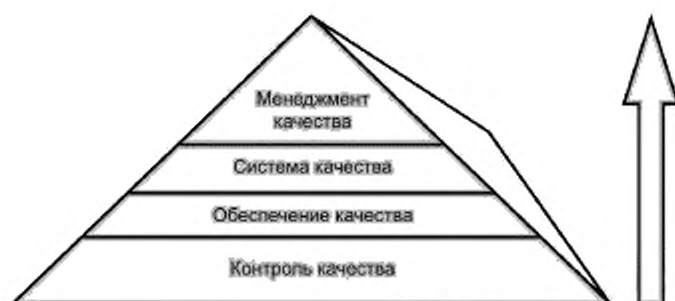 Менеджмент
качества
Система качества
Обеспечение качества
Контроль качества